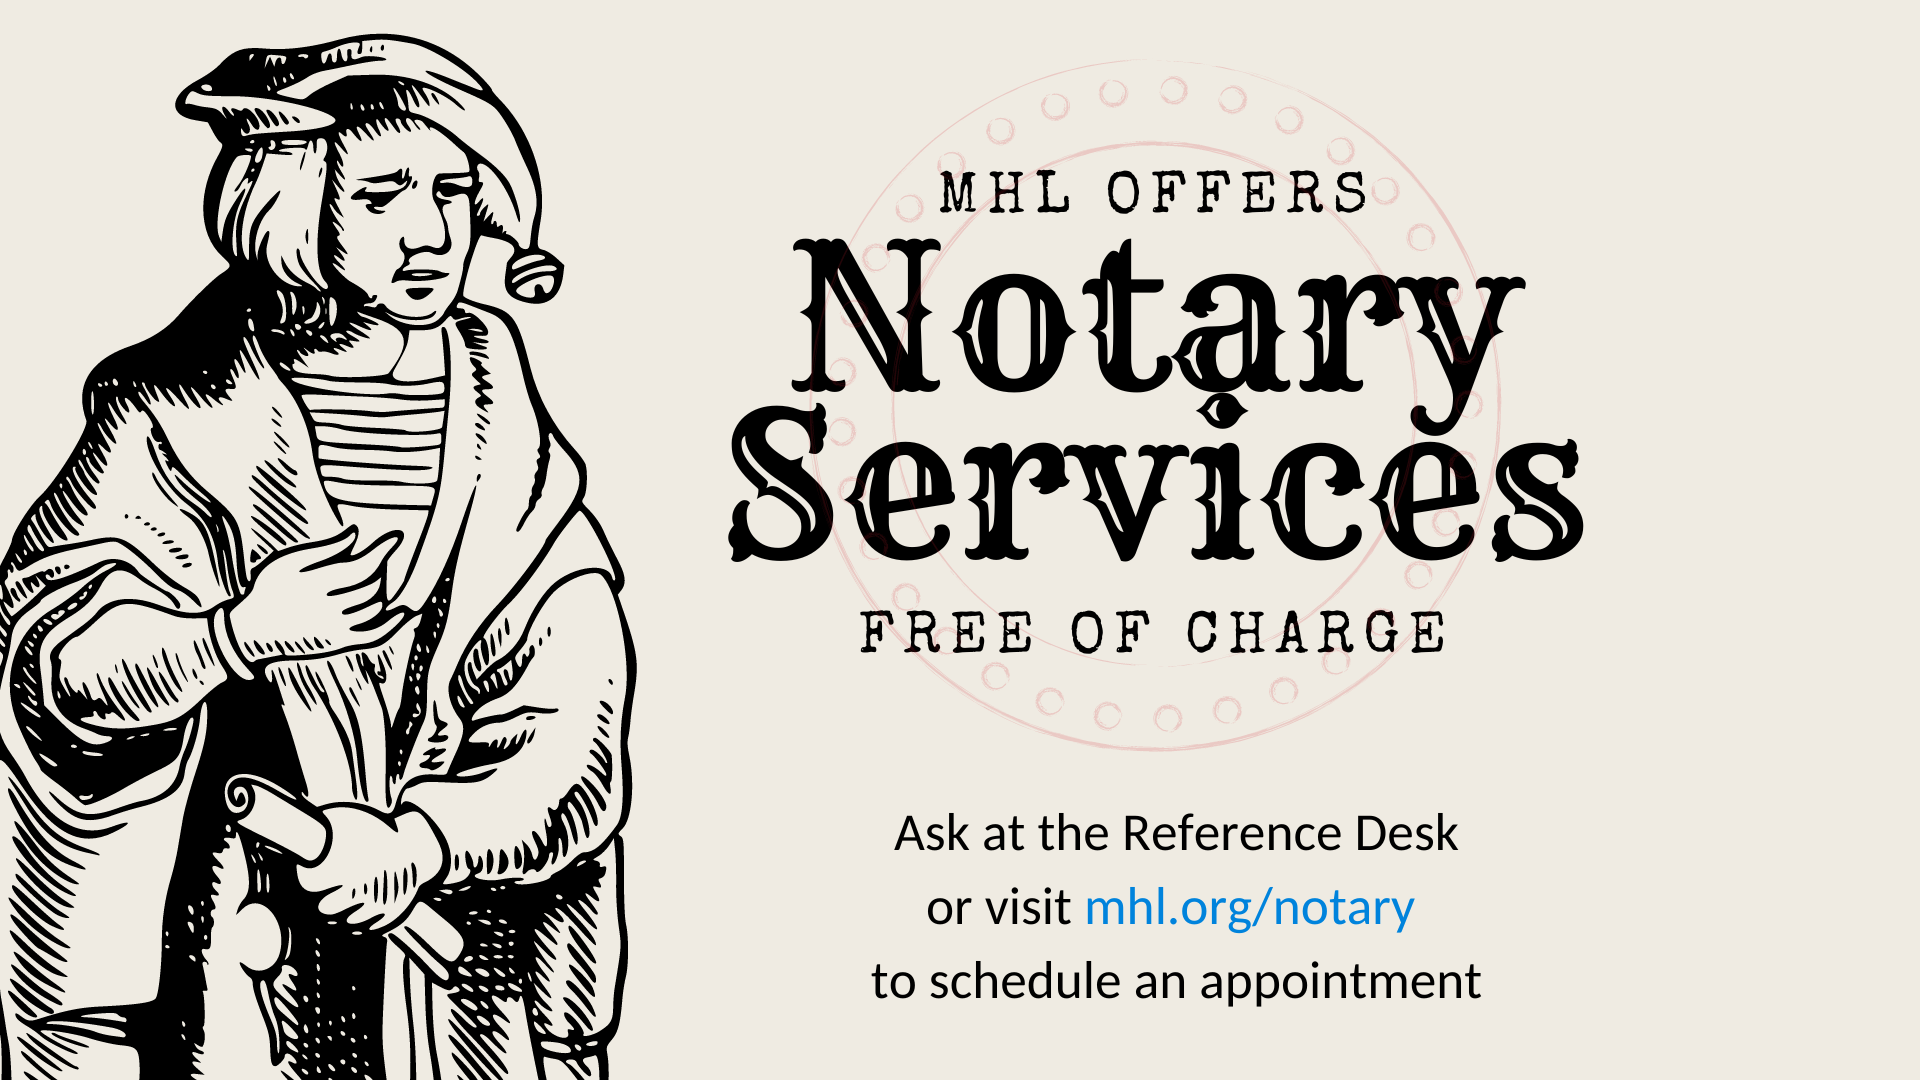 MHL OFFERS
Notary
Services
FREE OF CHARGE
Ask at the Reference Desk
or visit mhl.org/notary
to schedule an appointment